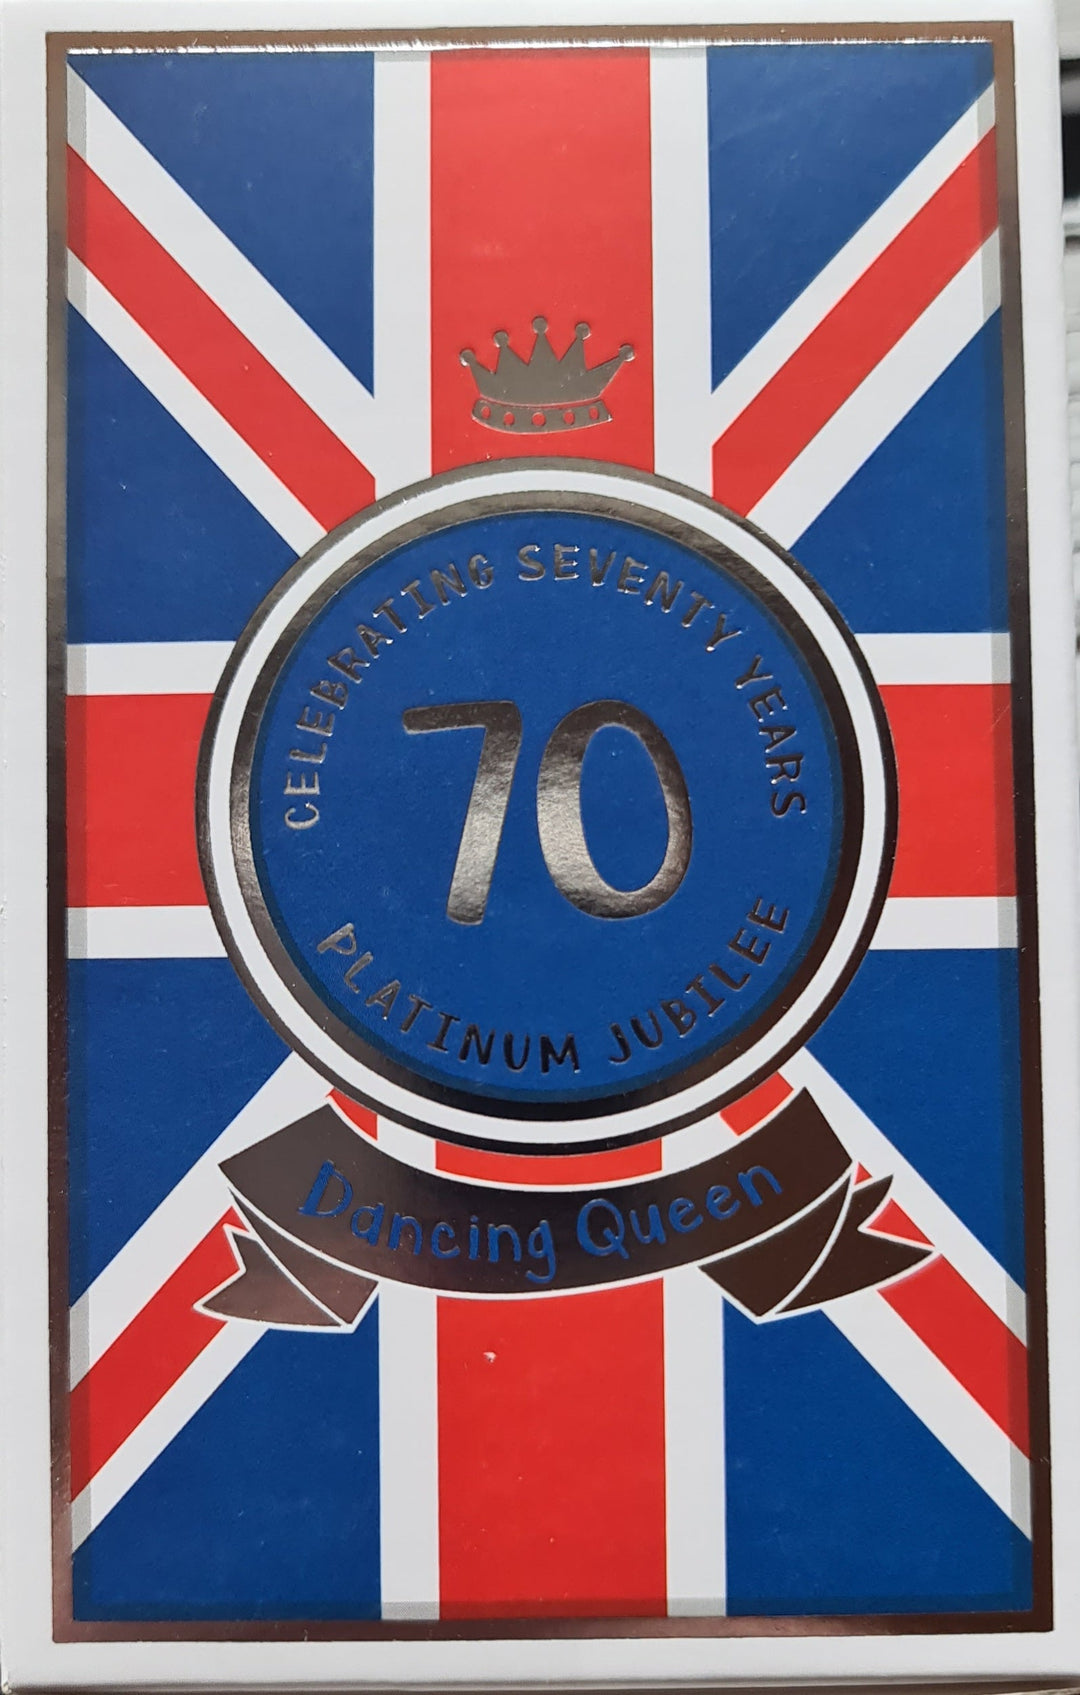 CELEBRATING SEVENTY YEARS
70
PLATINUM JUBILEE
Dancing Queen